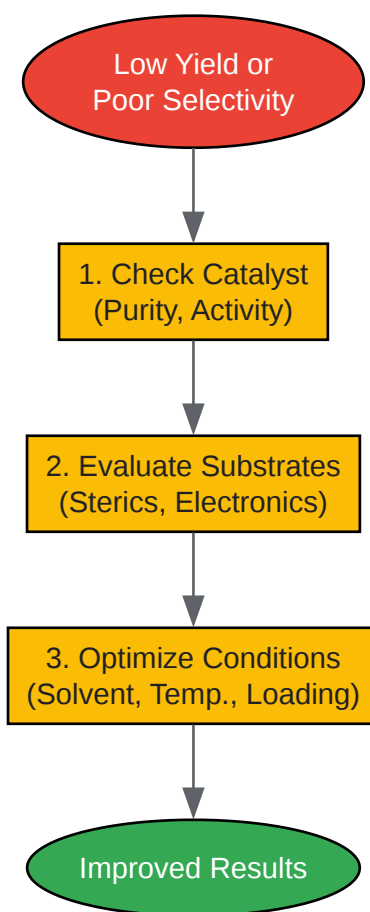 Low Yield or
Poor Selectivity
1. Check Catalyst
(Purity, Activity)
2. Evaluate Substrates
(Sterics, Electronics)
3. Optimize Conditions
(Solvent, Temp., Loading)
Improved Results